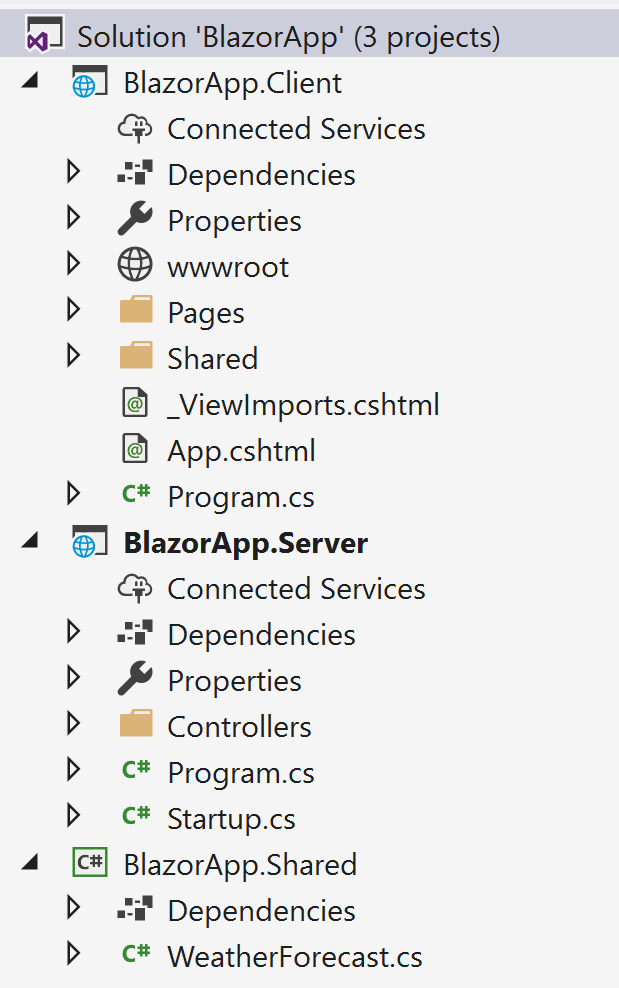 Solution 'BlazorApp' (3 projects)
BlazorApp.Client
Connected Services
Dependencies
Properties
wwwroot
Pages
Shared
_ViewImports.cshtml
App.cshtml
C# Program.cs
BlazorApp.Server
Connected Services
Dependencies
Properties
Controllers
C# Program.cs
C# Startup.cs
C# BlazorApp.Shared
Dependencies
C# WeatherForecast.cs